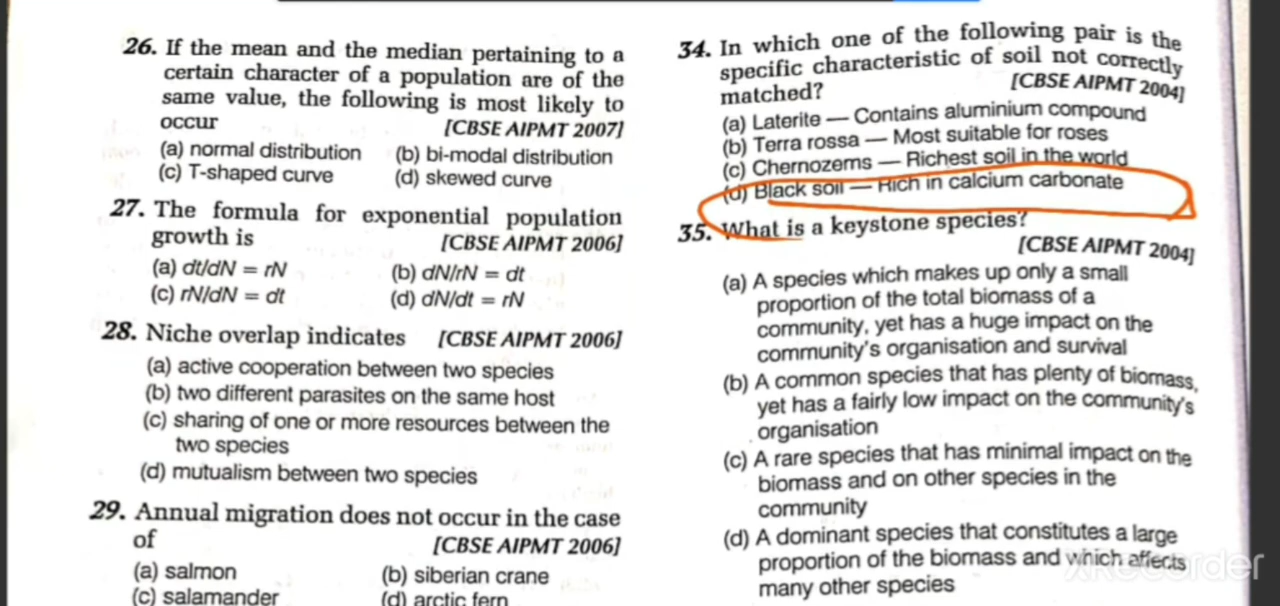 26. If the mean and the median pertaining to a
certain character of a population are of the
same value, the following is most likely to
occur [CBSE AIPMT 2007]
(a) normal distribution (b) bi-modal distribution
(c) T-shaped curve (d) skewed curve
27. The formula for exponential population
growth is [CBSE AIPMT 2006]
(a) dt/dN = rN (b) dN/rN = dt
(c) rN/dN = dt (d) dN/dt = rN
28. Niche overlap indicates [CBSE AIPMT 2006]
(a) active cooperation between two species
(b) two different parasites on the same host
(c) sharing of one or more resources between the
two species
(d) mutualism between two species
29. Annual migration does not occur in the case
of [CBSE AIPMT 2006]
(a) salmon (b) siberian crane
(c) salamander (d) arctic fern
34. In which one of the following pair is the
specific characteristic of soil not correctly
matched? [CBSE AIPMT 2004]
(a) Laterite — Contains aluminium compound
(b) Terra rossa — Most suitable for roses
(c) Chernozems — Richest soil in the world
(d) Black soil — Rich in calcium carbonate
35. What is a keystone species?
[CBSE AIPMT 2004]
(a) A species which makes up only a small
proportion of the total biomass of a
community, yet has a huge impact on the
community's organisation and survival
(b) A common species that has plenty of biomass,
yet has a fairly low impact on the community's
organisation
(c) A rare species that has minimal impact on the
biomass and on other species in the
community
(d) A dominant species that constitutes a large
proportion of the biomass and which affects
many other species
XRecorder